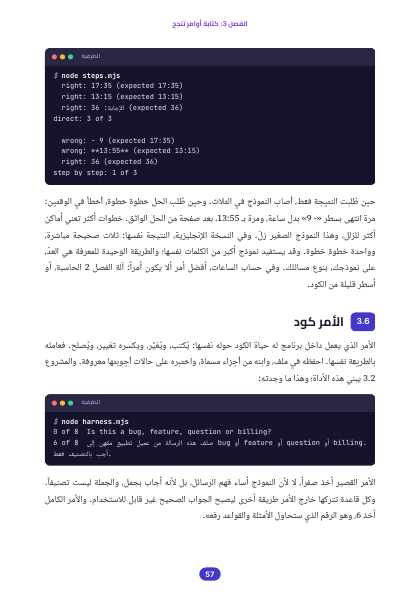 الفصل 3: كتابة أوامر تنجح
الطرفية
$ node steps.mjs
right: 17:35 (expected 17:35)
right: 13:15 (expected 13:15)
right: 36 الإجابة: (expected 36)
direct: 3 of 3
wrong: - 9 (expected 17:35)
wrong: **13:55** (expected 13:15)
right: 36 (expected 36)
step by step: 1 of 3
حين طُلبت النتيجة فقط، أصاب النموذج في الثلاث. وحين طُلب الحل خطوة خطوة، أخطأ في الوقتين:
مرة انتهى بسطر «- 9» بدل ساعة، ومرة بـ 13:55، بعد صفحة من الحل الواثق. خطوات أكثر تعني أماكن
أكثر للزلل، وهذا النموذج الصغير زلّ. وفي النسخة الإنجليزية، النتيجة نفسها: ثلاث صحيحة مباشرة،
وواحدة خطوة خطوة. وقد يستفيد نموذج أكبر من الكلمات نفسها؛ والطريقة الوحيدة للمعرفة هي العدّ،
على نموذجك، بنوع مسائلك. وفي حساب الساعات، أفضل أمر ألا يكون أمراً: آلة الفصل 2 الحاسبة، أو
أسطر قليلة من الكود.
3.6 الأمر كود
الأمر الذي يعمل داخل برنامج له حياة الكود حوله نفسها: يُكتب، ويُغيَّر، ويكسره تغيير، ويُصلح. فعامله
بالطريقة نفسها. احفظه في ملف، وابنه من أجزاء مسماة، واختبره على حالات أجوبتها معروفة. والمشروع
3.2 يبني هذه الأداة؛ وهذا ما وجدته:
الطرفية
$ node harness.mjs
0 of 8 Is this a bug, feature, question or billing?
6 of 8 صنف هذه الرسالة من عميل تطبيق مقهى إلى bug أو feature أو question أو billing.
أجب بالتصنيف فقط.
الأمر القصير أخذ صفراً، لا لأن النموذج أساء فهم الرسائل، بل لأنه أجاب بجمل، والجملة ليست تصنيفاً.
وكل قاعدة تتركها خارج الأمر طريقة أخرى ليصبح الجواب الصحيح غير قابل للاستخدام. والأمر الكامل
أخذ 6، وهو الرقم الذي ستحاول الأمثلة والقواعد رفعه.
57